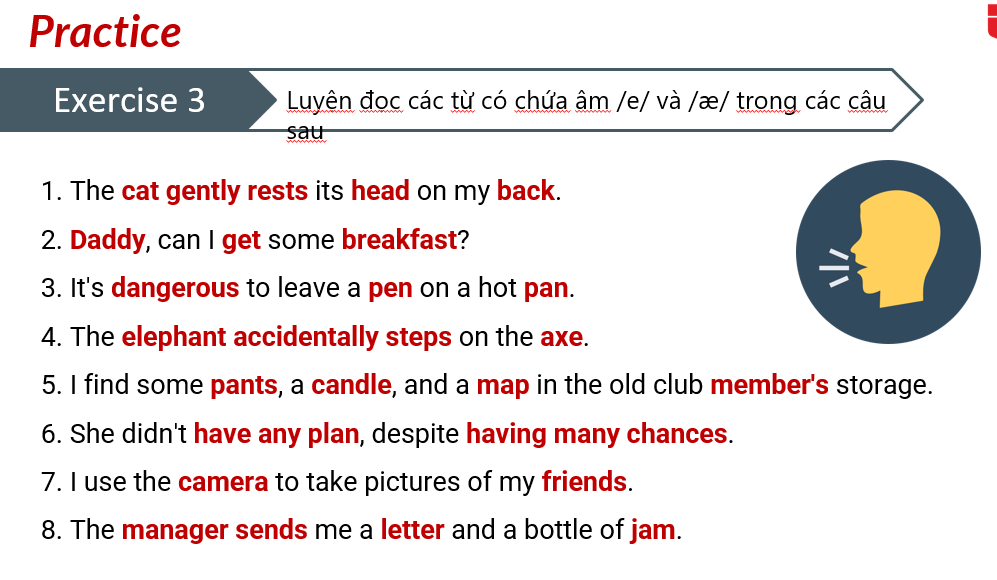 Practice
Exercise 3
Luyện đọc các từ có chứa âm /e/ và /æ/ trong các câu
sau
1. The cat gently rests its head on my back.
2. Daddy, can I get some breakfast?
3. It's dangerous to leave a pen on a hot pan.
4. The elephant accidentally steps on the axe.
5. I find some pants, a candle, and a map in the old club member's storage.
6. She didn't have any plan, despite having many chances.
7. I use the camera to take pictures of my friends.
8. The manager sends me a letter and a bottle of jam.